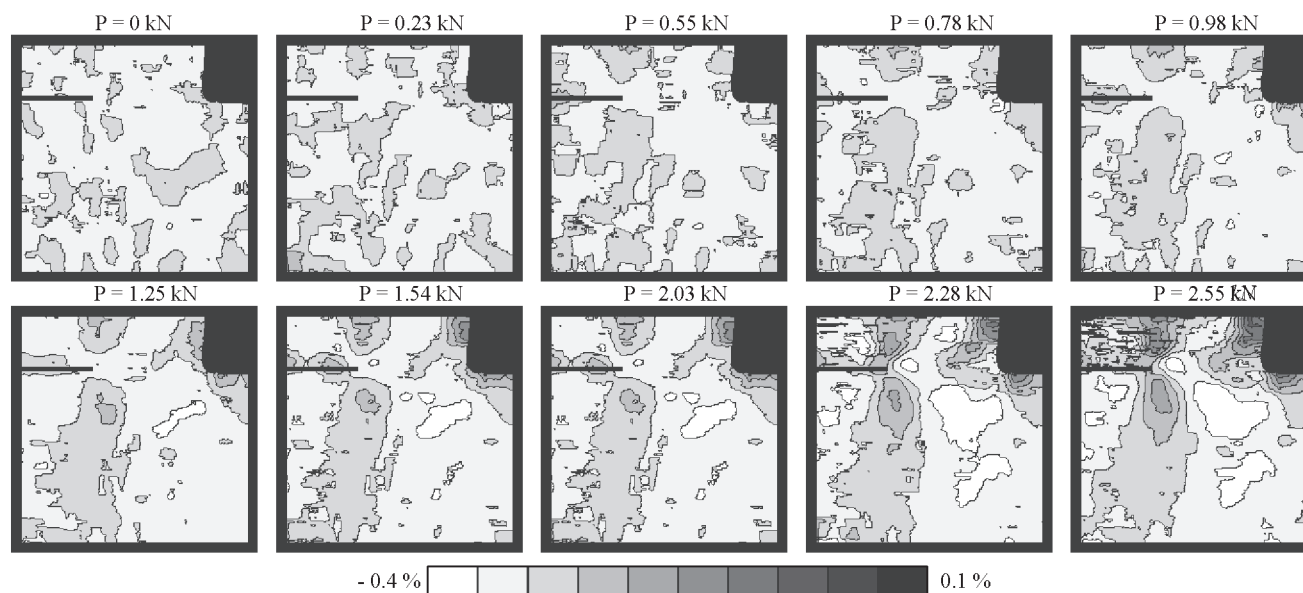 P = 0 kN P = 0.23 kN P = 0.55 kN P = 0.78 kN P = 0.98 kN
P = 1.25 kN P = 1.54 kN P = 2.03 kN P = 2.28 kN P = 2.55 kN
- 0.4 % 0.1 %